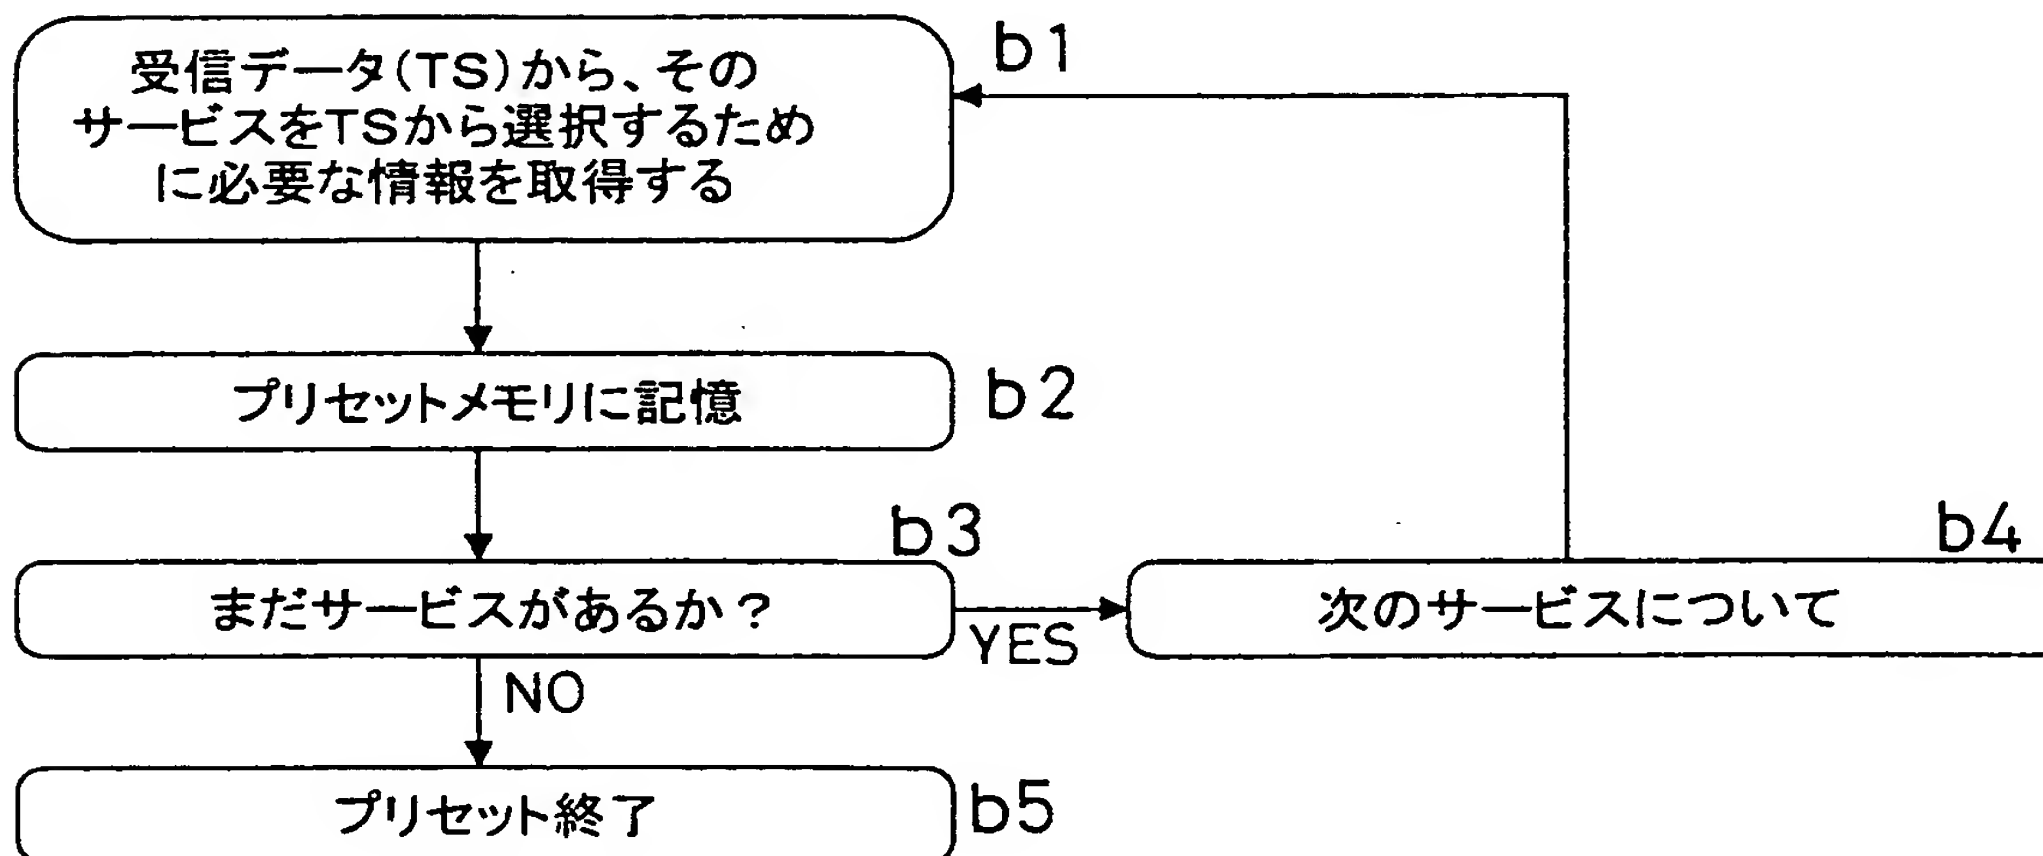 受信データ(TS)から、その
サービスをTSから選択するため
に必要な情報を取得する
b1
プリセットメモリに記憶
b2
b3
まだサービスがあるか?
YES
b4
次のサービスについて
NO
プリセット終了
b5